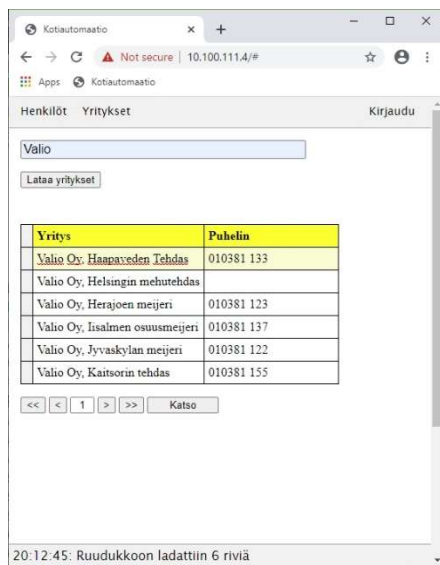 Kotiautomaatio
Not secure | 10.100.111.4/#
Apps Kotiautomaatio
Henkilöt Yritykset Kirjaudu
Valio
Lataa yritykset
Yritys Puhelin
Valio Oy, Haapaveden Tehdas 010381 133
Valio Oy, Helsingin mehutehdas
Valio Oy, Herajoen meijeri 010381 123
Valio Oy, Iisalmen osuusmeijeri 010381 137
Valio Oy, Jyvaskylan meijeri 010381 122
Valio Oy, Kaitsorin tehdas 010381 155
<< < 1 > >> Katso
20:12:45: Ruudukkoon ladattiin 6 riviä